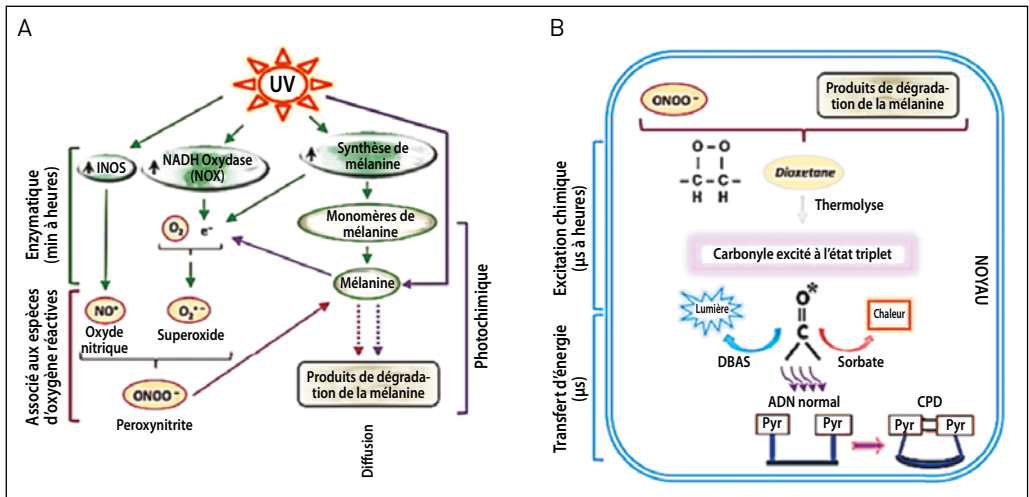 A
UV
INOS
NADH Oxydase
(NOX)
Synthèse de
mélanine
Enzymatique
(min à heures)
O₂ e⁻
Monomères de
mélanine
Mélanine
Photochimique
Associé aux espèces
d'oxygène réactives
NO•
Oxyde
nitrique
O₂•−
Superoxide
ONOO⁻
Peroxynitrite
Produits de dégrada-
tion de la mélanine
Diffusion
B
ONOO⁻
Produits de dégrada-
tion de la mélanine
Excitation chimique
(µs à heures)
O – O
– C – C –
H H
Dioxetane
Thermolyse
Carbonyle excité à l'état triplet
NOYAU
Transfert d'énergie
(µs)
Lumière
O*
C
Chaleur
DBAS
Sorbate
ADN normal
CPD
Pyr Pyr
Pyr Pyr